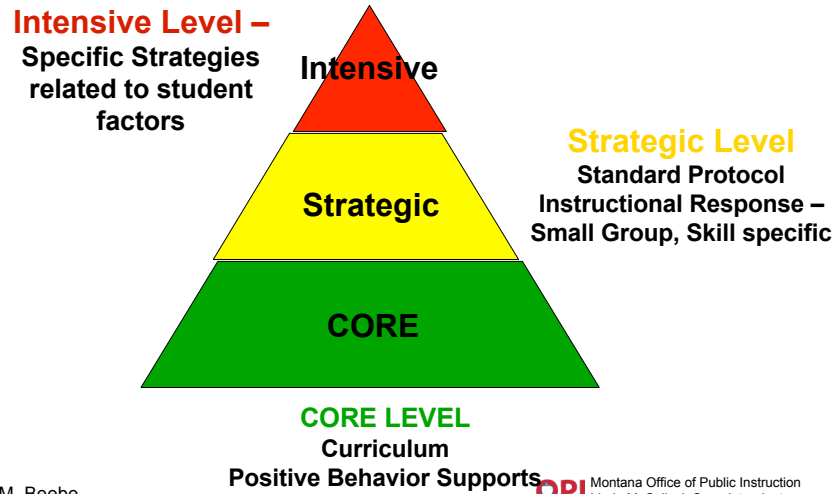 Intensive Level –
Specific Strategies
related to student
factors
Intensive
Strategic Level
Standard Protocol
Instructional Response –
Small Group, Skill specific
Strategic
CORE
CORE LEVEL
Curriculum
Positive Behavior Supports
M. Beebe
OPI
Montana Office of Public Instruction